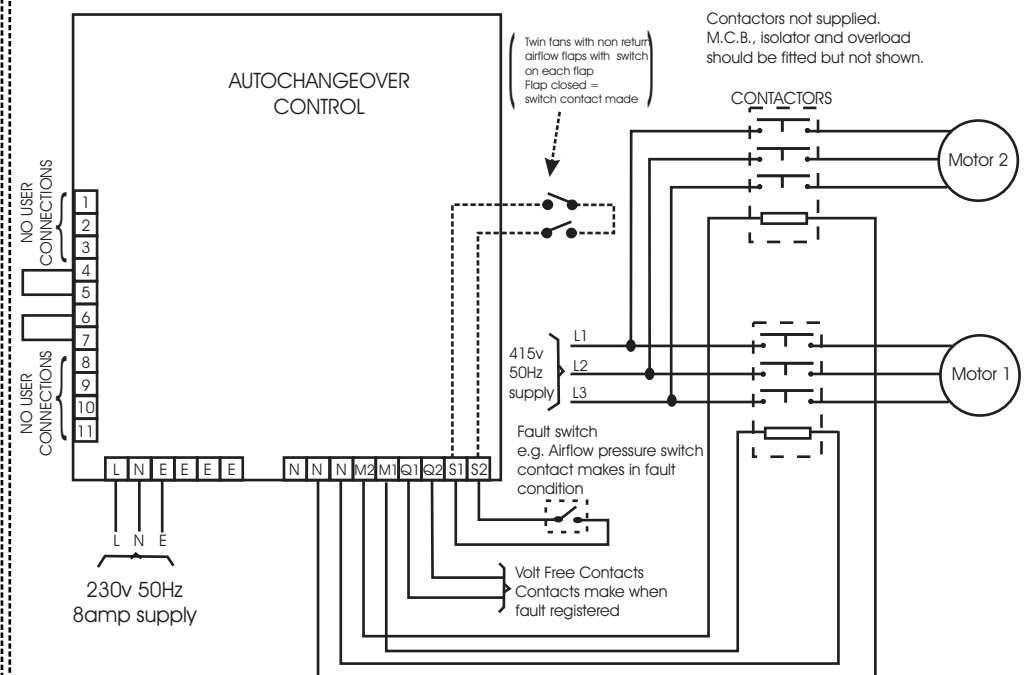 Contactors not supplied.
M.C.B., isolator and overload
should be fitted but not shown.
Twin fans with non return
airflow flaps with switch
on each flap
Flap closed =
switch contact made
AUTOCHANGEOVER
CONTROL
CONTACTORS
Motor 2
NO USER
CONNECTIONS
1
2
3
4
5
6
7
8
9
10
11
NO USER
CONNECTIONS
415v
50Hz
supply
L1
L2
L3
Motor 1
Fault switch
e.g. Airflow pressure switch
contact makes in fault
condition
L N E E E E
N N N M2 M1 Q1 Q2 S1 S2
L N E
230v 50Hz
8amp supply
Volt Free Contacts
Contacts make when
fault registered